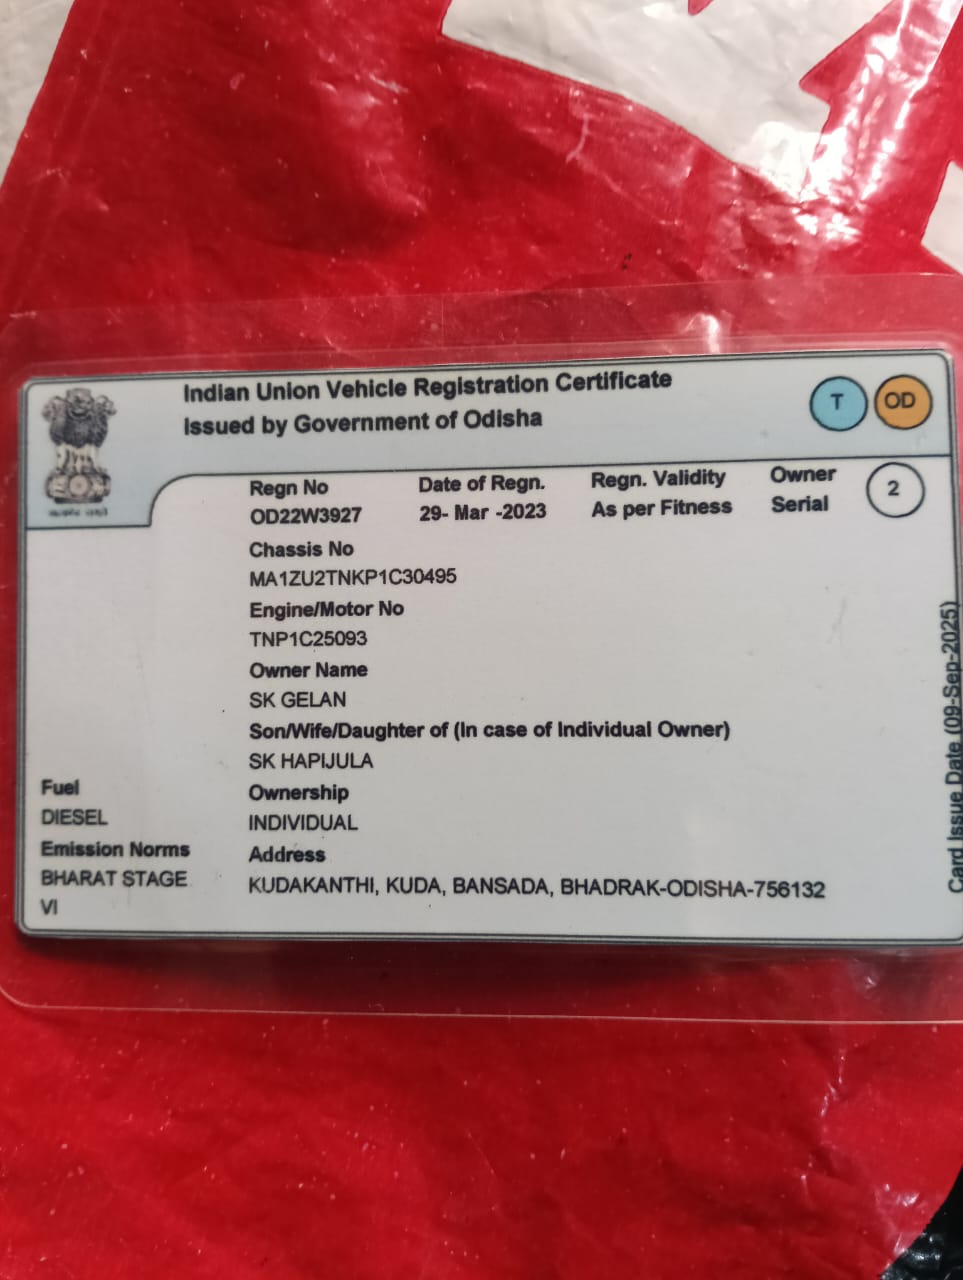 Indian Union Vehicle Registration Certificate
Issued by Government of Odisha
T OD
Regn No Date of Regn. Regn. Validity Owner Serial 2
OD22W3927 29- Mar -2023 As per Fitness
Chassis No
MA1ZU2TNKP1C30495
Engine/Motor No
TNP1C25093
Owner Name
SK GELAN
Son/Wife/Daughter of (In case of Individual Owner)
SK HAPIJULA
Fuel
DIESEL
Ownership
INDIVIDUAL
Emission Norms
BHARAT STAGE
VI
Address
KUDAKANTHI, KUDA, BANSADA, BHADRAK-ODISHA-756132
Card Issue Date (09-Sep-2025)